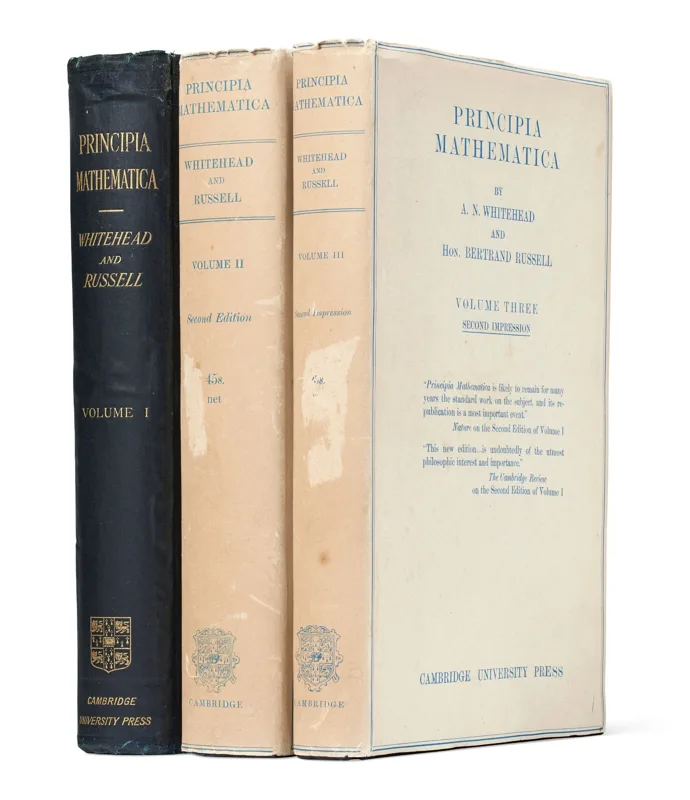 PRINCIPIA
MATHEMATICA
WHITEHEAD
AND
RUSSELL
VOLUME I
CAMBRIDGE
UNIVERSITY PRESS
PRINCIPIA
MATHEMATICA
WHITEHEAD
AND
RUSSELL
VOLUME II
Second Edition
45s.
net
CAMBRIDGE
PRINCIPIA
MATHEMATICA
WHITEHEAD
AND
RUSSELL
VOLUME III
Second Impression
CAMBRIDGE
PRINCIPIA
MATHEMATICA
BY
A. N. WHITEHEAD
AND
HON. BERTRAND RUSSELL
VOLUME THREE
SECOND IMPRESSION
"Principia Mathematica is likely to remain for many
years the standard work on the subject, and its re-
publication is a most important event."
Nature on the Second Edition of Volume I
"This new edition...is undoubtedly of the utmost
philosophic interest and importance."
The Cambridge Review
on the Second Edition of Volume I
CAMBRIDGE UNIVERSITY PRESS